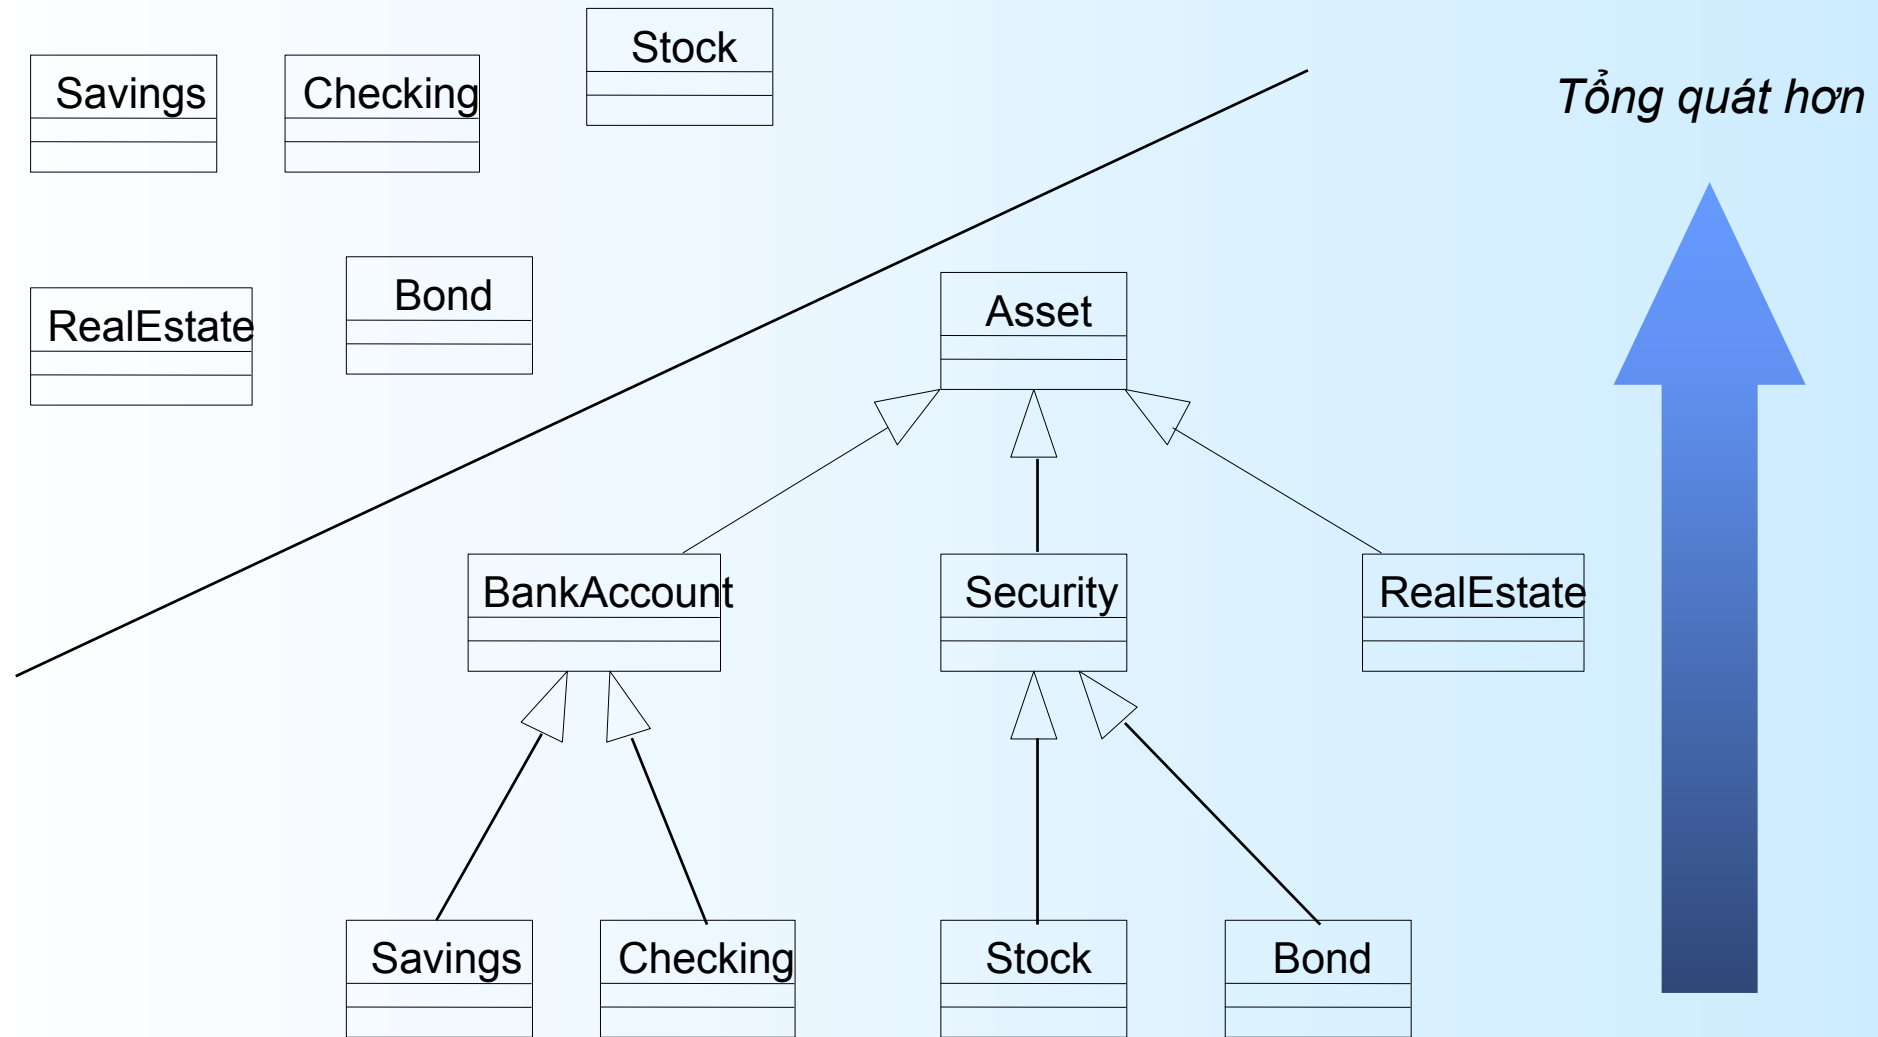 Stock
Savings
Checking
Tổng quát hơn
RealEstate
Bond
Asset
BankAccount
Security
RealEstate
Savings
Checking
Stock
Bond